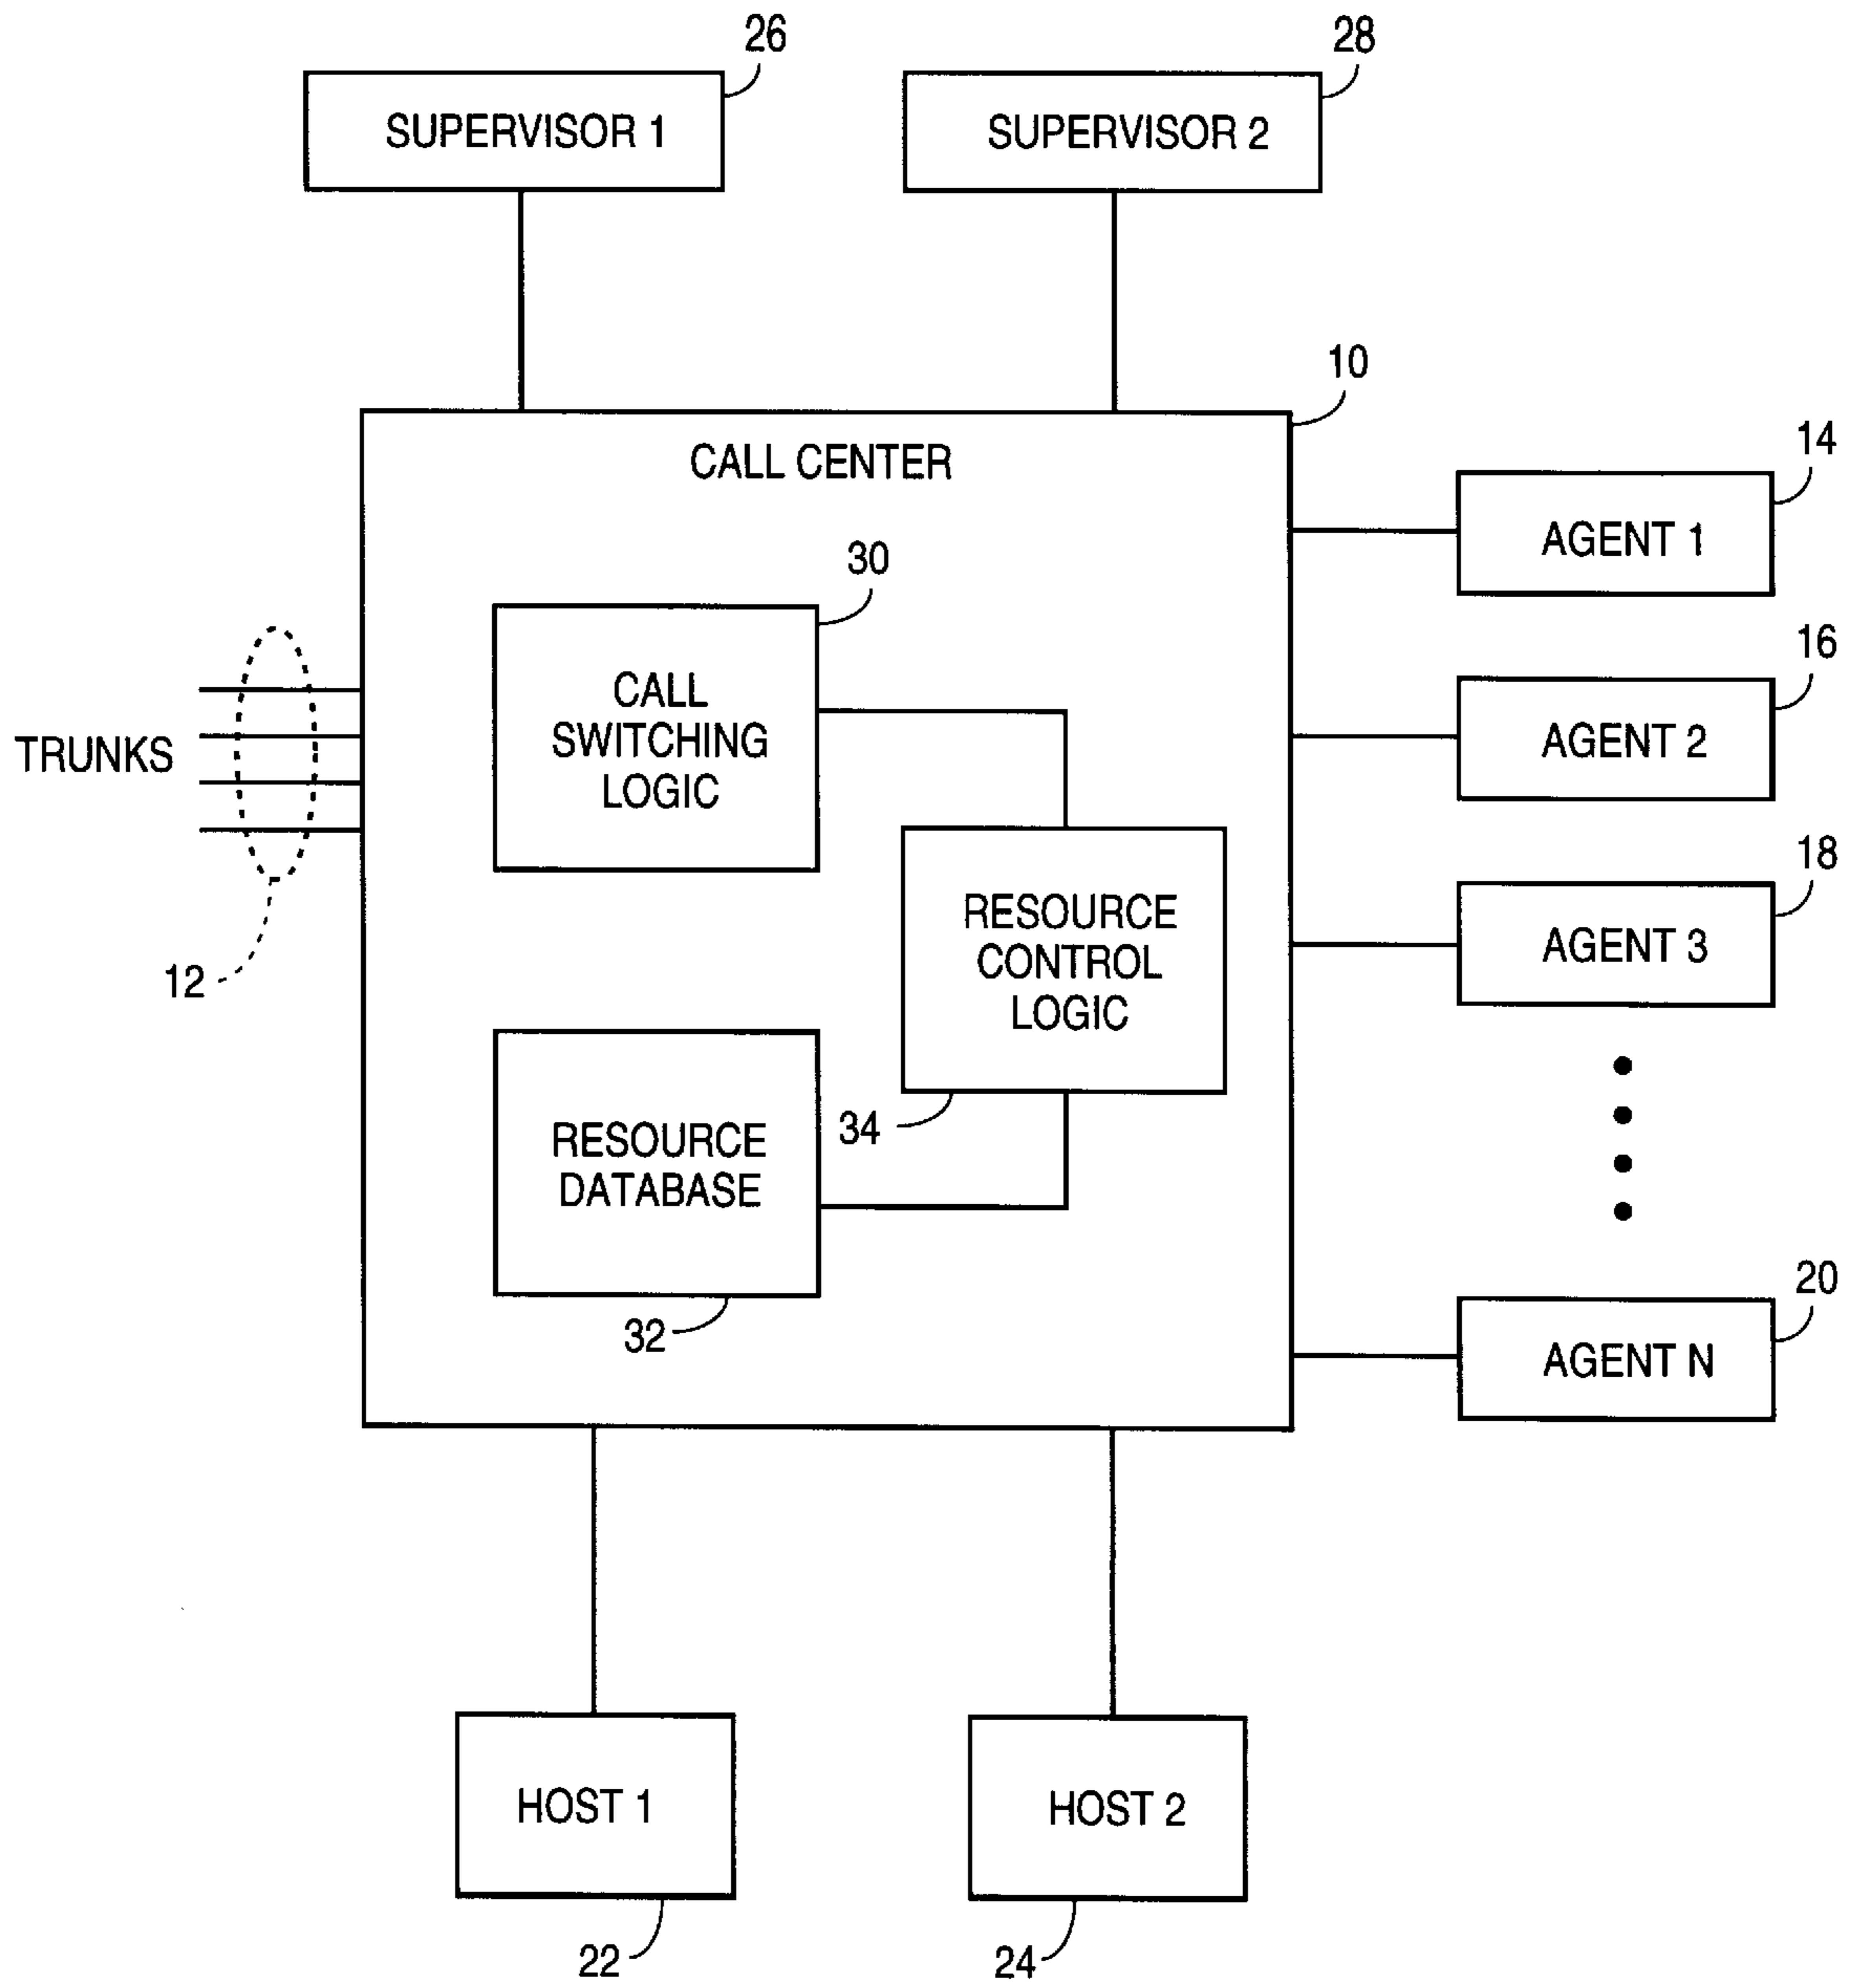 26
28
SUPERVISOR 1
SUPERVISOR 2
10
CALL CENTER
14
AGENT 1
30
CALL
SWITCHING
LOGIC
16
AGENT 2
TRUNKS
12
18
AGENT 3
RESOURCE
CONTROL
LOGIC
34
RESOURCE
DATABASE
32
20
AGENT N
HOST 1
HOST 2
22
24